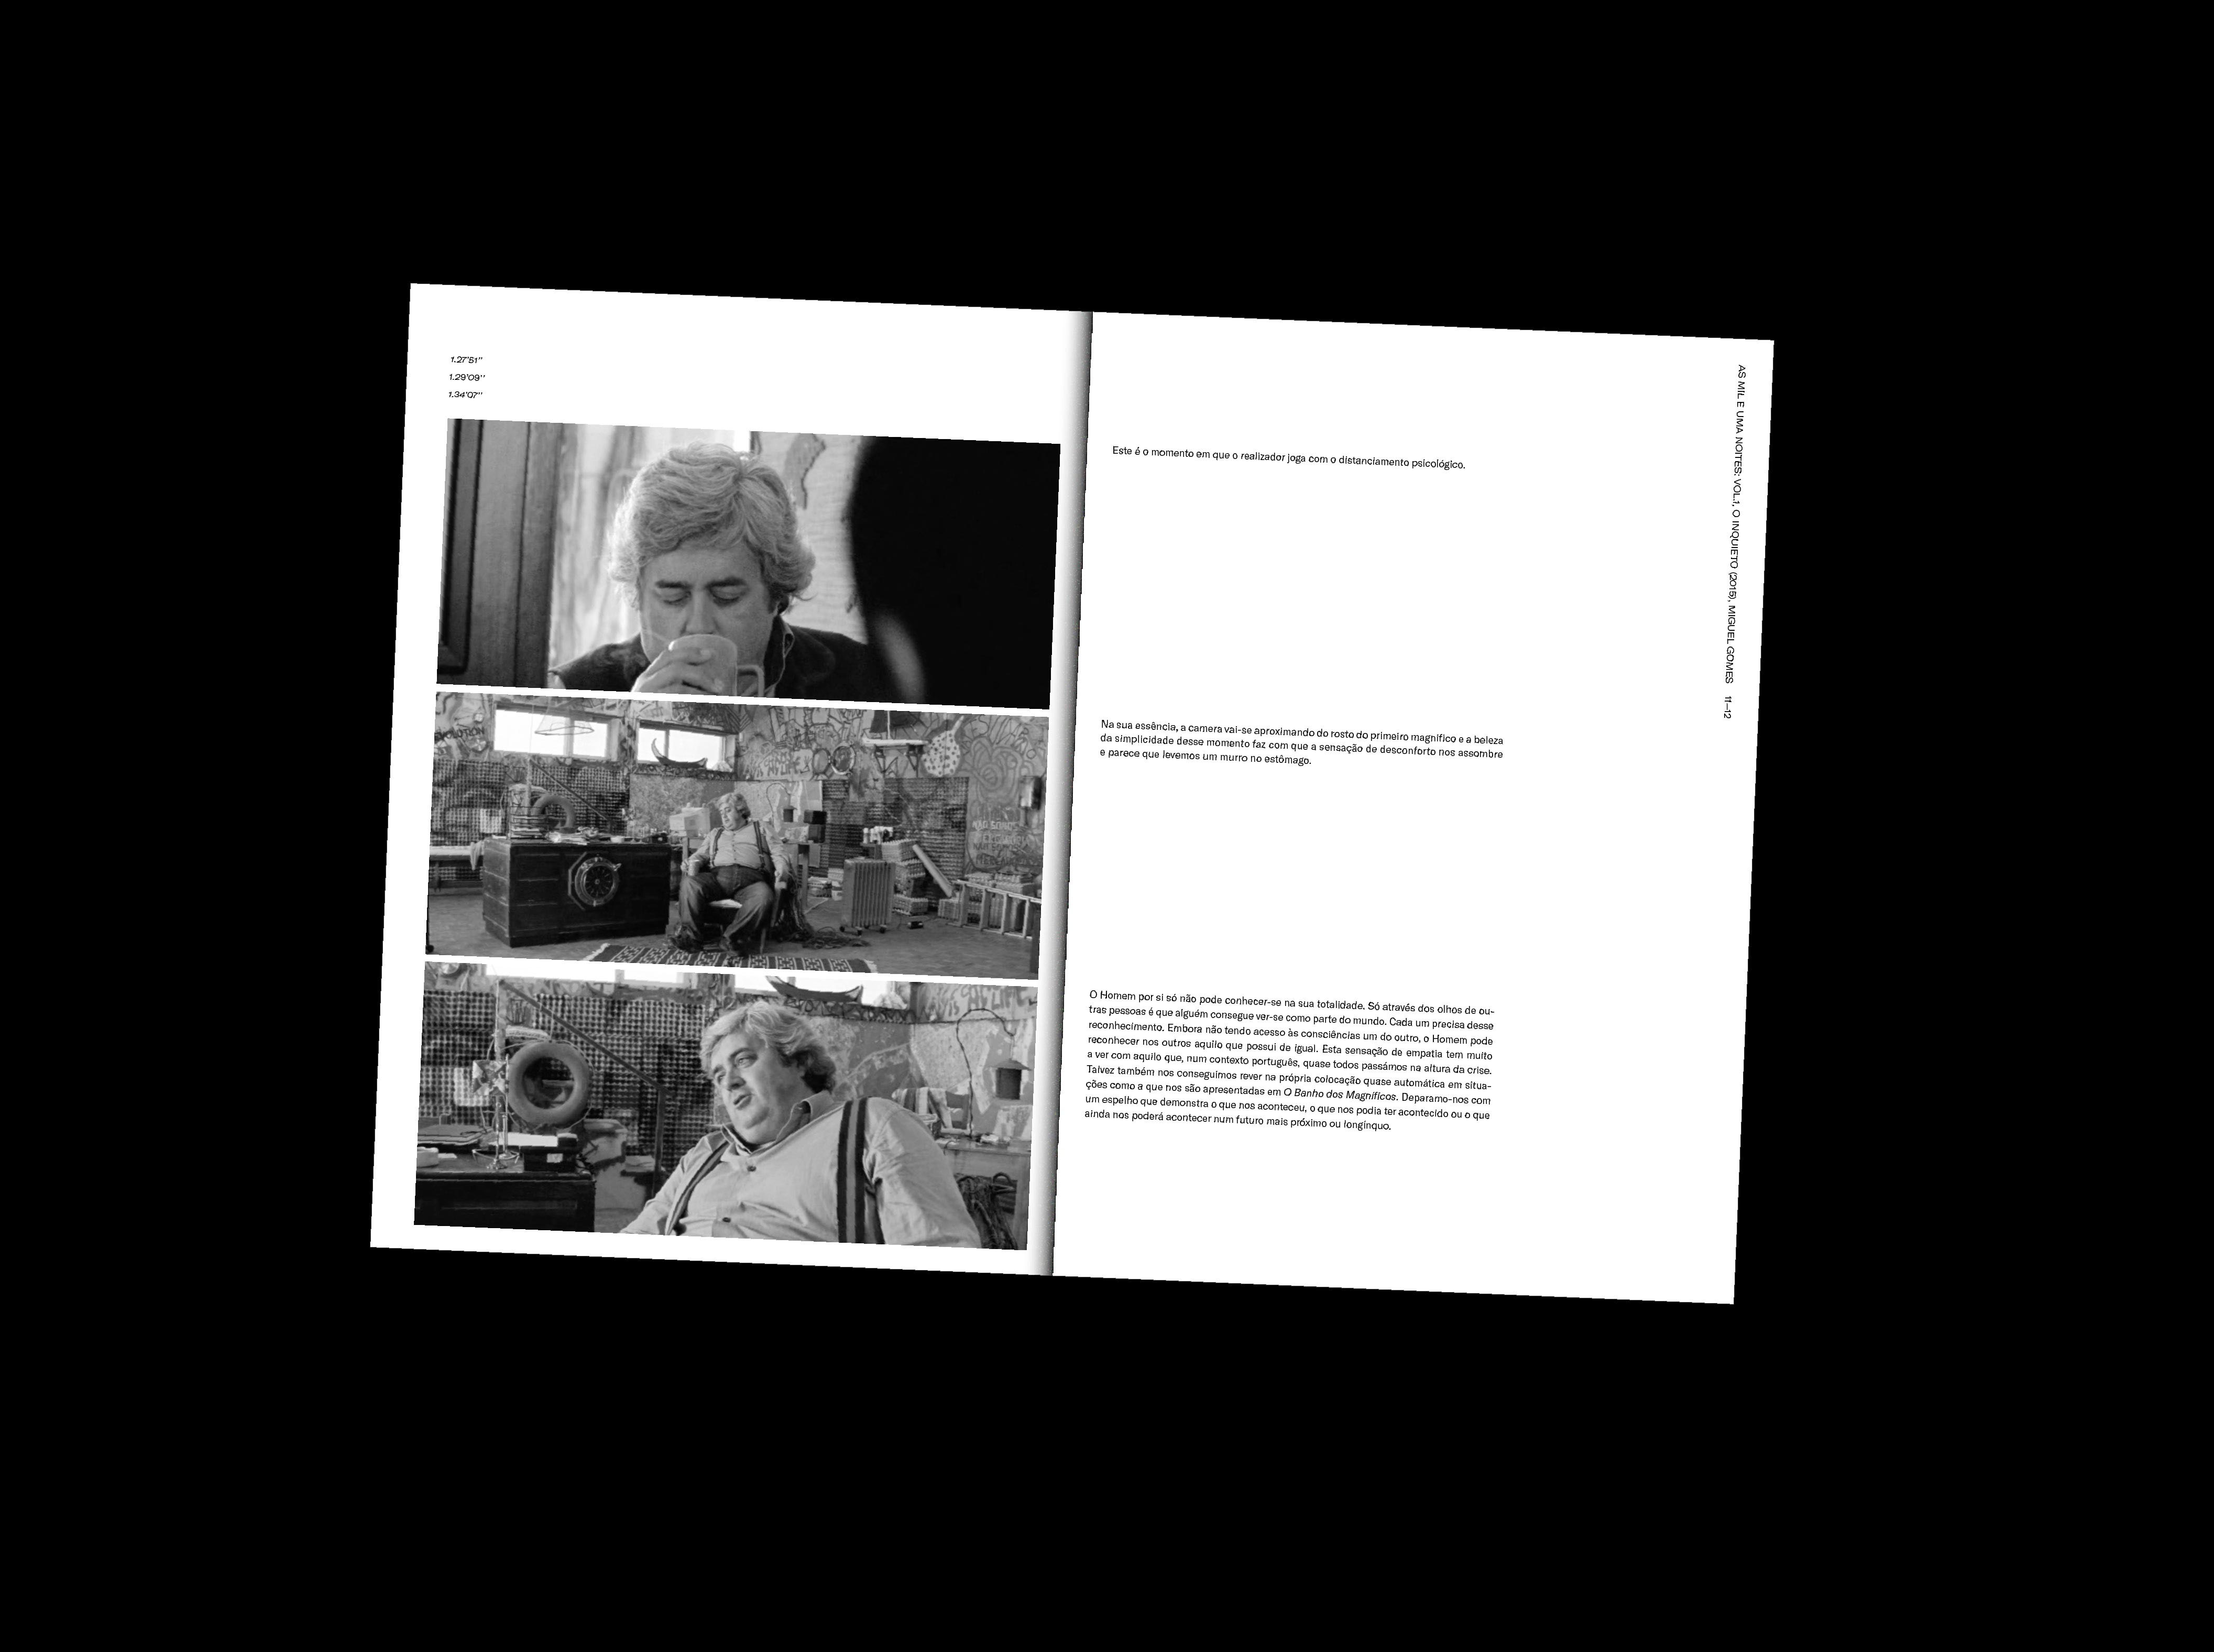 1.27'51''
1.29'09''
1.34'07''
Este é o momento em que o realizador joga com o distanciamento psicológico.
Na sua essência, a camera vai-se aproximando do rosto do primeiro magnífico e a beleza
da simplicidade desse momento faz com que a sensação de desconforto nos assombre
e parece que levemos um murro no estômago.
O Homem por si só não pode conhecer-se na sua totalidade. Só através dos olhos de ou-
tras pessoas é que alguém consegue ver-se como parte do mundo. Cada um precisa desse
reconhecimento. Embora não tendo acesso às consciências um do outro, o Homem pode
reconhecer nos outros aquilo que possui de igual. Esta sensação de empatia tem muito
a ver com aquilo que, num contexto português, quase todos passámos na altura da crise.
Talvez também nos conseguimos rever na própria colocação quase automática em situa-
ções como a que nos são apresentadas em O Banho dos Magníficos. Deparamo-nos com
um espelho que demonstra o que nos aconteceu, o que nos podia ter acontecido ou o que
ainda nos poderá acontecer num futuro mais próximo ou longínquo.
AS MIL E UMA NOITES: VOL.1, O INQUIETO (2015), MIGUEL GOMES 11—12